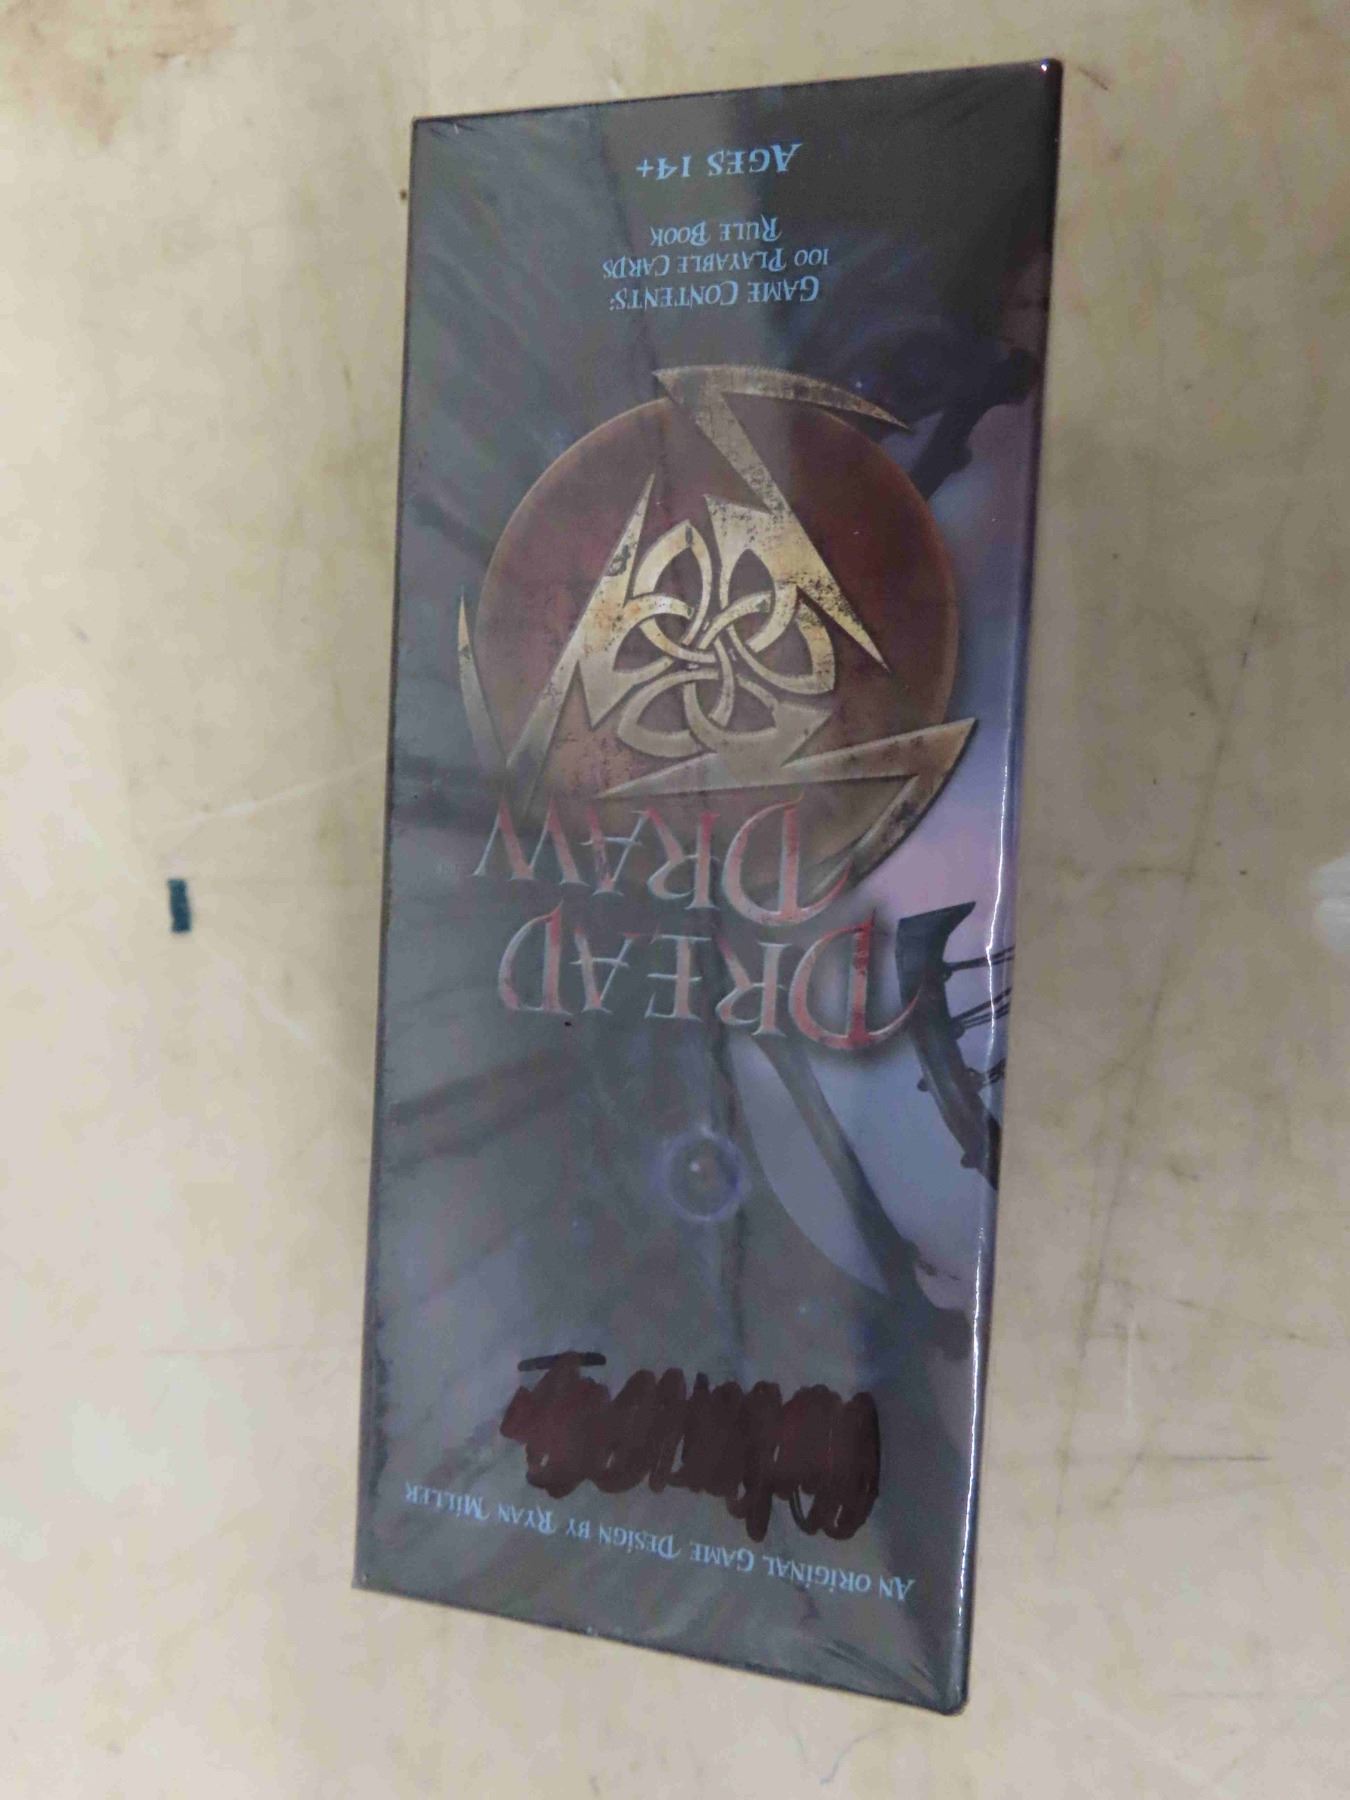 An original Game Design by Ryan Miller
Dread
Draw
Game Contents:
100 Playable Cards
Rule Book
Ages 14+